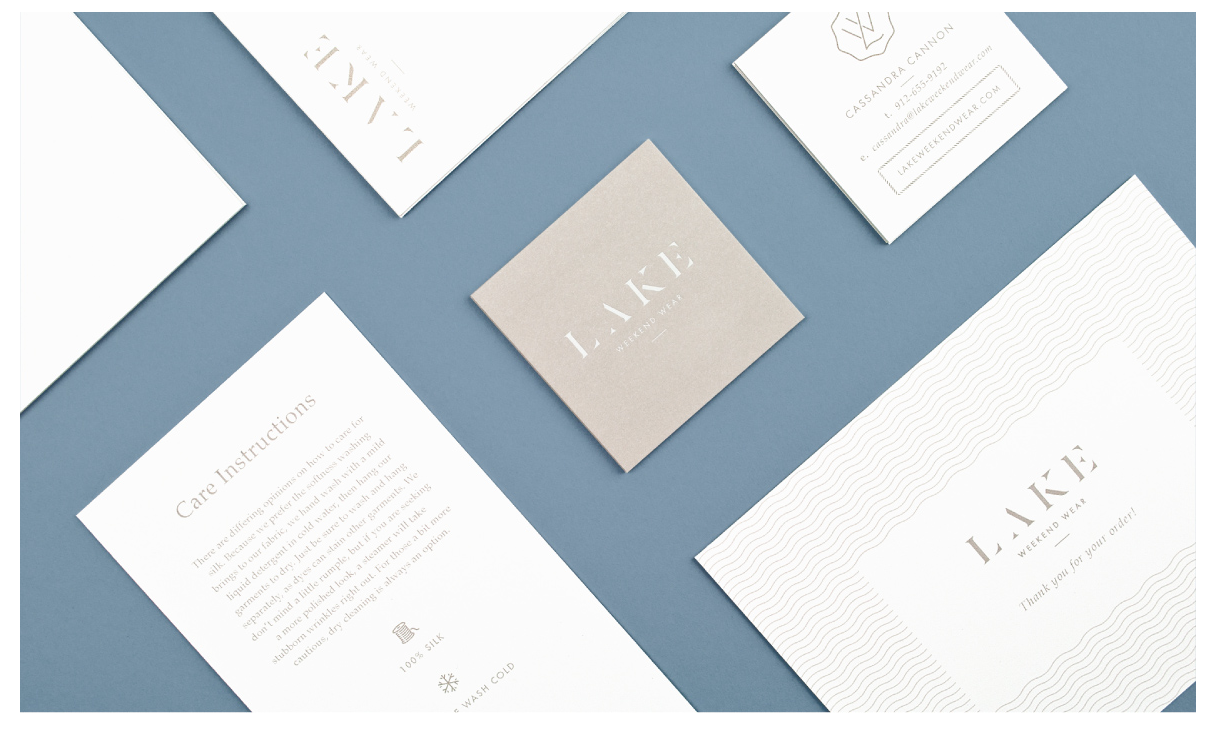 LAKE
WEEKEND WEAR
CASSANDRA CANNON
t. 912-655-9192
e. cassandra@lakeweekendwear.com
LAKEWEEKENDWEAR.COM
LAKE
WEEKEND WEAR
Care Instructions
There are differing opinions on how to care for
silk. Because we prefer the softness washing
brings to our fabric, we hand wash with a mild
liquid detergent in cold water, then hang our
garments to dry. Just be sure to wash and hang
separately, as dyes can stain other garments. We
don't mind a little rumple, but if you are seeking
a more polished look, a steamer will take
stubborn wrinkles right out. For those a bit more
cautious, dry cleaning is always an option.
100% SILK
WASH COLD
LAKE
WEEKEND WEAR
Thank you for your order!